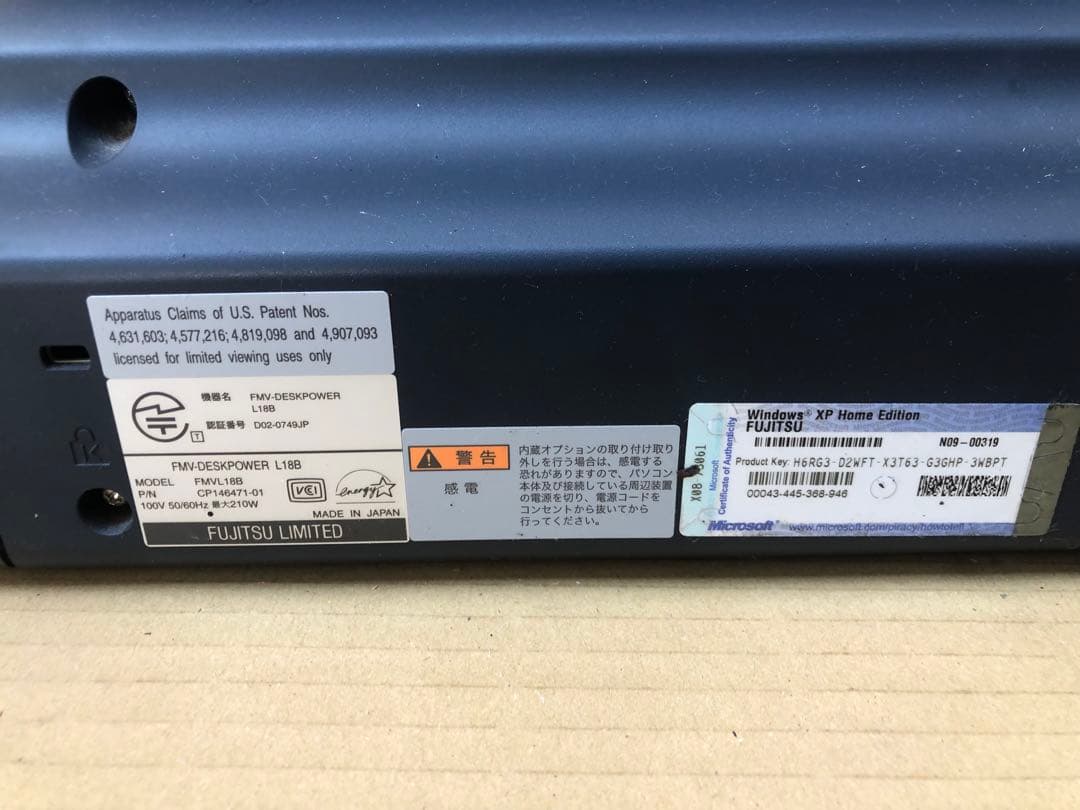 Apparatus Claims of U.S. Patent Nos.
4,631,603; 4,577,216; 4,819,098 and 4,907,093
licensed for limited viewing uses only
機器名 FMV-DESKPOWER
L18B
T 認証番号 D02-0749JP
FMV-DESKPOWER L18B
MODEL FMVL18B
P/N CP146471-01
100V 50/60Hz 最大:210W
VCI
energy
MADE IN JAPAN
FUJITSU LIMITED
警告
感電
内蔵オプションの取り付け取り
外しを行う場合は、感電する
恐れがありますので、パソコン
本体及び接続している周辺装置
の電源を切り、電源コードを
コンセントから抜いてから
行ってください。
Microsoft
Certificate of Authenticity
Windows® XP Home Edition
FUJITSU
N09-00319
Product Key: H6RG3-D2WFT-X3T63-G3GHP-3WBPT
00043-445-368-946
Microsoft® www.microsoft.com/piracy/howtotell